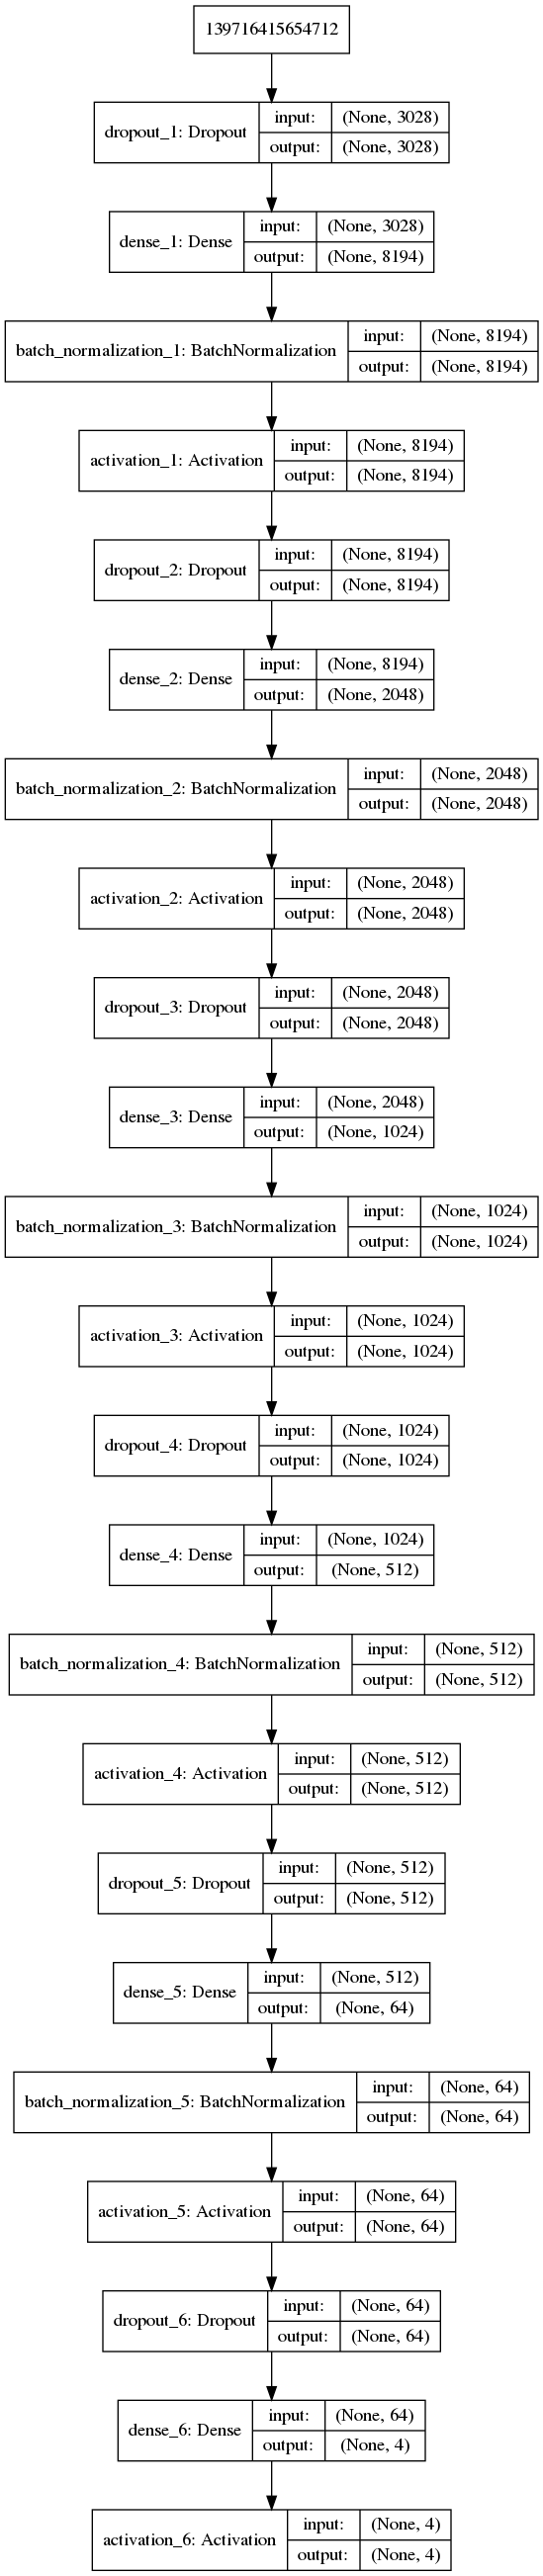 139716415654712
dropout_1: Dropout
input: (None, 3028)
output: (None, 3028)
dense_1: Dense
input: (None, 3028)
output: (None, 8194)
batch_normalization_1: BatchNormalization
input: (None, 8194)
output: (None, 8194)
activation_1: Activation
input: (None, 8194)
output: (None, 8194)
dropout_2: Dropout
input: (None, 8194)
output: (None, 8194)
dense_2: Dense
input: (None, 8194)
output: (None, 2048)
batch_normalization_2: BatchNormalization
input: (None, 2048)
output: (None, 2048)
activation_2: Activation
input: (None, 2048)
output: (None, 2048)
dropout_3: Dropout
input: (None, 2048)
output: (None, 2048)
dense_3: Dense
input: (None, 2048)
output: (None, 1024)
batch_normalization_3: BatchNormalization
input: (None, 1024)
output: (None, 1024)
activation_3: Activation
input: (None, 1024)
output: (None, 1024)
dropout_4: Dropout
input: (None, 1024)
output: (None, 1024)
dense_4: Dense
input: (None, 1024)
output: (None, 512)
batch_normalization_4: BatchNormalization
input: (None, 512)
output: (None, 512)
activation_4: Activation
input: (None, 512)
output: (None, 512)
dropout_5: Dropout
input: (None, 512)
output: (None, 512)
dense_5: Dense
input: (None, 512)
output: (None, 64)
batch_normalization_5: BatchNormalization
input: (None, 64)
output: (None, 64)
activation_5: Activation
input: (None, 64)
output: (None, 64)
dropout_6: Dropout
input: (None, 64)
output: (None, 64)
dense_6: Dense
input: (None, 64)
output: (None, 4)
activation_6: Activation
input: (None, 4)
output: (None, 4)